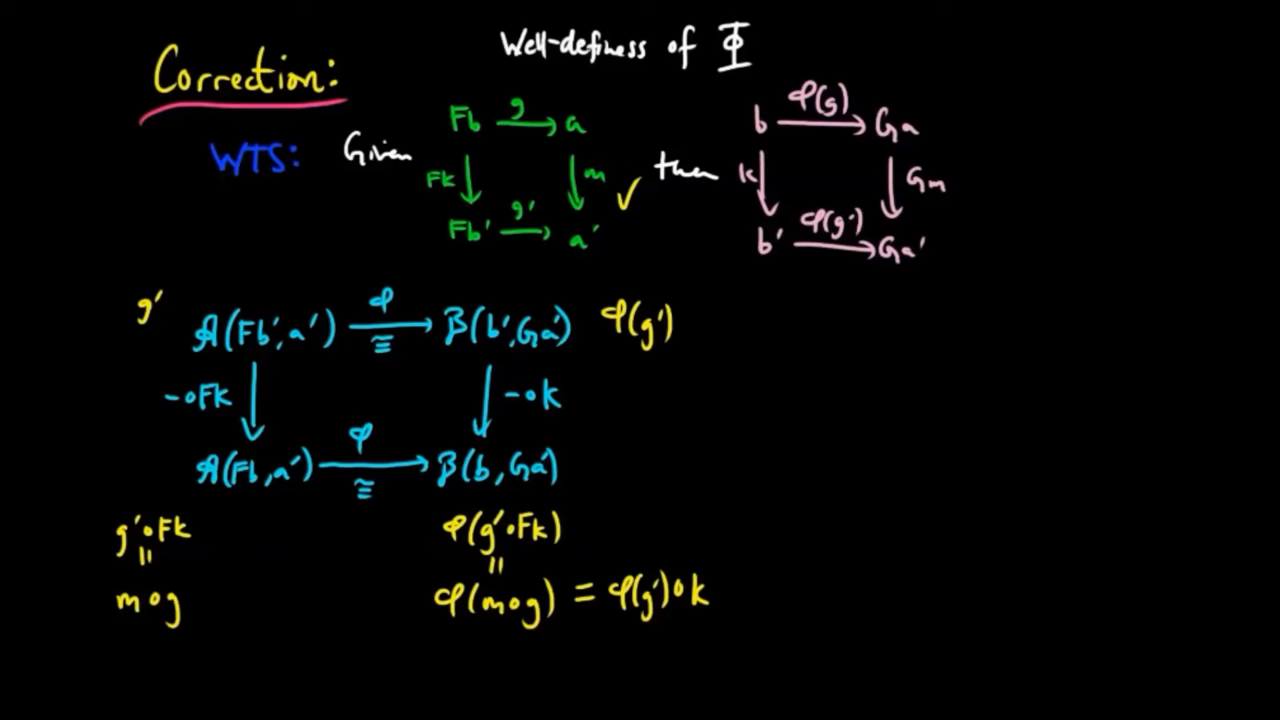 Well-definess of Φ
Correction:
WTS: Given
Fb g→ a
Fk ↓ ↓ m ✓
Fb' g'→ a'
then
b φ(g)→ Ga
k ↓ ↓ Gm
b' φ(g')→ Ga'
g' 𝒜(Fb', a') φ→≅ ℬ(b', Ga') φ(g')
-∘Fk ↓ ↓ -∘k
𝒜(Fb, a') φ→≅ ℬ(b, Ga')
g'∘Fk φ(g'∘Fk)
= =
m∘g φ(m∘g) = φ(g')∘k